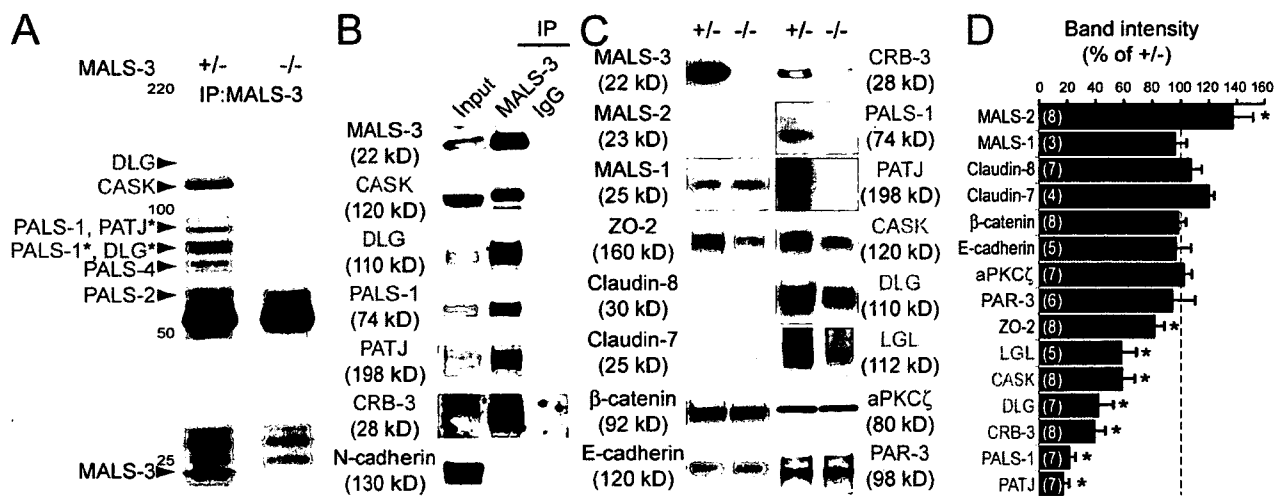 A
MALS-3
+/-
-/-
IP:MALS-3
220
DLG
CASK
100
PALS-1, PATJ*
PALS-1*, DLG*
PALS-4
PALS-2
50
25
MALS-3
B
IP
Input
MALS-3
IgG
MALS-3
(22 kD)
CASK
(120 kD)
DLG
(110 kD)
PALS-1
(74 kD)
PATJ
(198 kD)
CRB-3
(28 kD)
N-cadherin
(130 kD)
C
+/-
-/-
+/-
-/-
MALS-3
(22 kD)
MALS-2
(23 kD)
MALS-1
(25 kD)
ZO-2
(160 kD)
Claudin-8
(30 kD)
Claudin-7
(25 kD)
β-catenin
(92 kD)
E-cadherin
(120 kD)
CRB-3
(28 kD)
PALS-1
(74 kD)
PATJ
(198 kD)
CASK
(120 kD)
DLG
(110 kD)
LGL
(112 kD)
aPKCζ
(80 kD)
PAR-3
(98 kD)
D
Band intensity
(% of +/-)
0 20 40 60 80 100 120 140 160
MALS-2 (8) *
MALS-1 (3)
Claudin-8 (7)
Claudin-7 (4)
β-catenin (8)
E-cadherin (5)
aPKCζ (7)
PAR-3 (6)
ZO-2 (8) *
LGL (5) *
CASK (8) *
DLG (7) *
CRB-3 (8) *
PALS-1 (7) *
PATJ (7) *